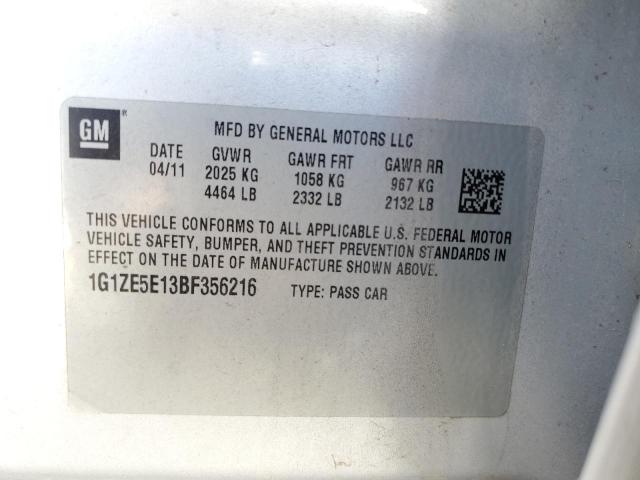 GM®
MFD BY GENERAL MOTORS LLC
DATE GVWR GAWR FRT GAWR RR
04/11 2025 KG 1058 KG 967 KG
4464 LB 2332 LB 2132 LB
THIS VEHICLE CONFORMS TO ALL APPLICABLE U.S. FEDERAL MOTOR
VEHICLE SAFETY, BUMPER, AND THEFT PREVENTION STANDARDS IN
EFFECT ON THE DATE OF MANUFACTURE SHOWN ABOVE.
1G1ZE5E13BF356216 TYPE: PASS CAR